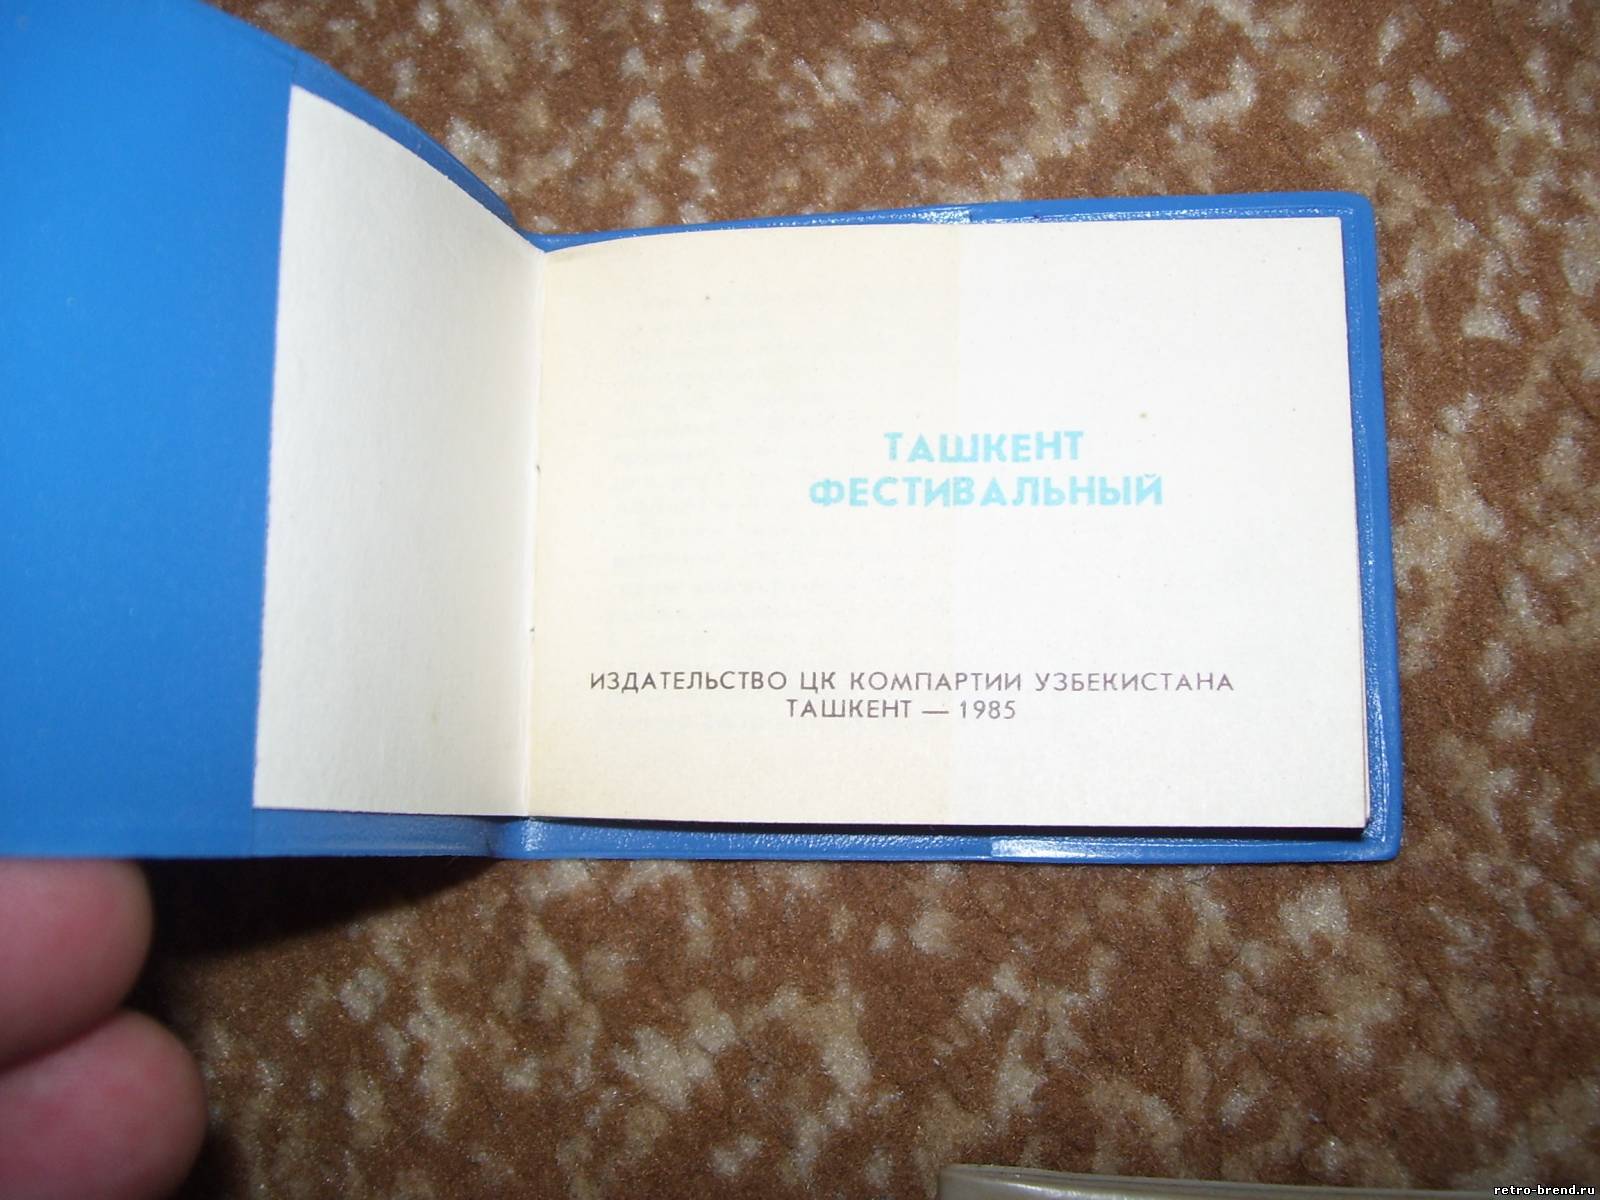 ТАШКЕНТ
ФЕСТИВАЛЬНЫЙ
ИЗДАТЕЛЬСТВО ЦК КОМПАРТИИ УЗБЕКИСТАНА
ТАШКЕНТ — 1985
retro-brend.ru